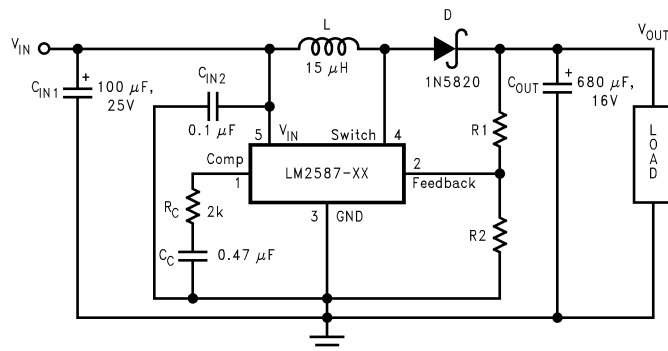 L
D
V_IN
V_OUT
15 µH
1N5820
C_IN1
+
100 µF,
25V
C_IN2
0.1 µF
C_OUT
+
680 µF,
16V
R1
5
V_IN
Switch
4
LOAD
Comp
1
LM2587-XX
2
Feedback
R_C
2k
3
GND
R2
C_C
0.47 µF